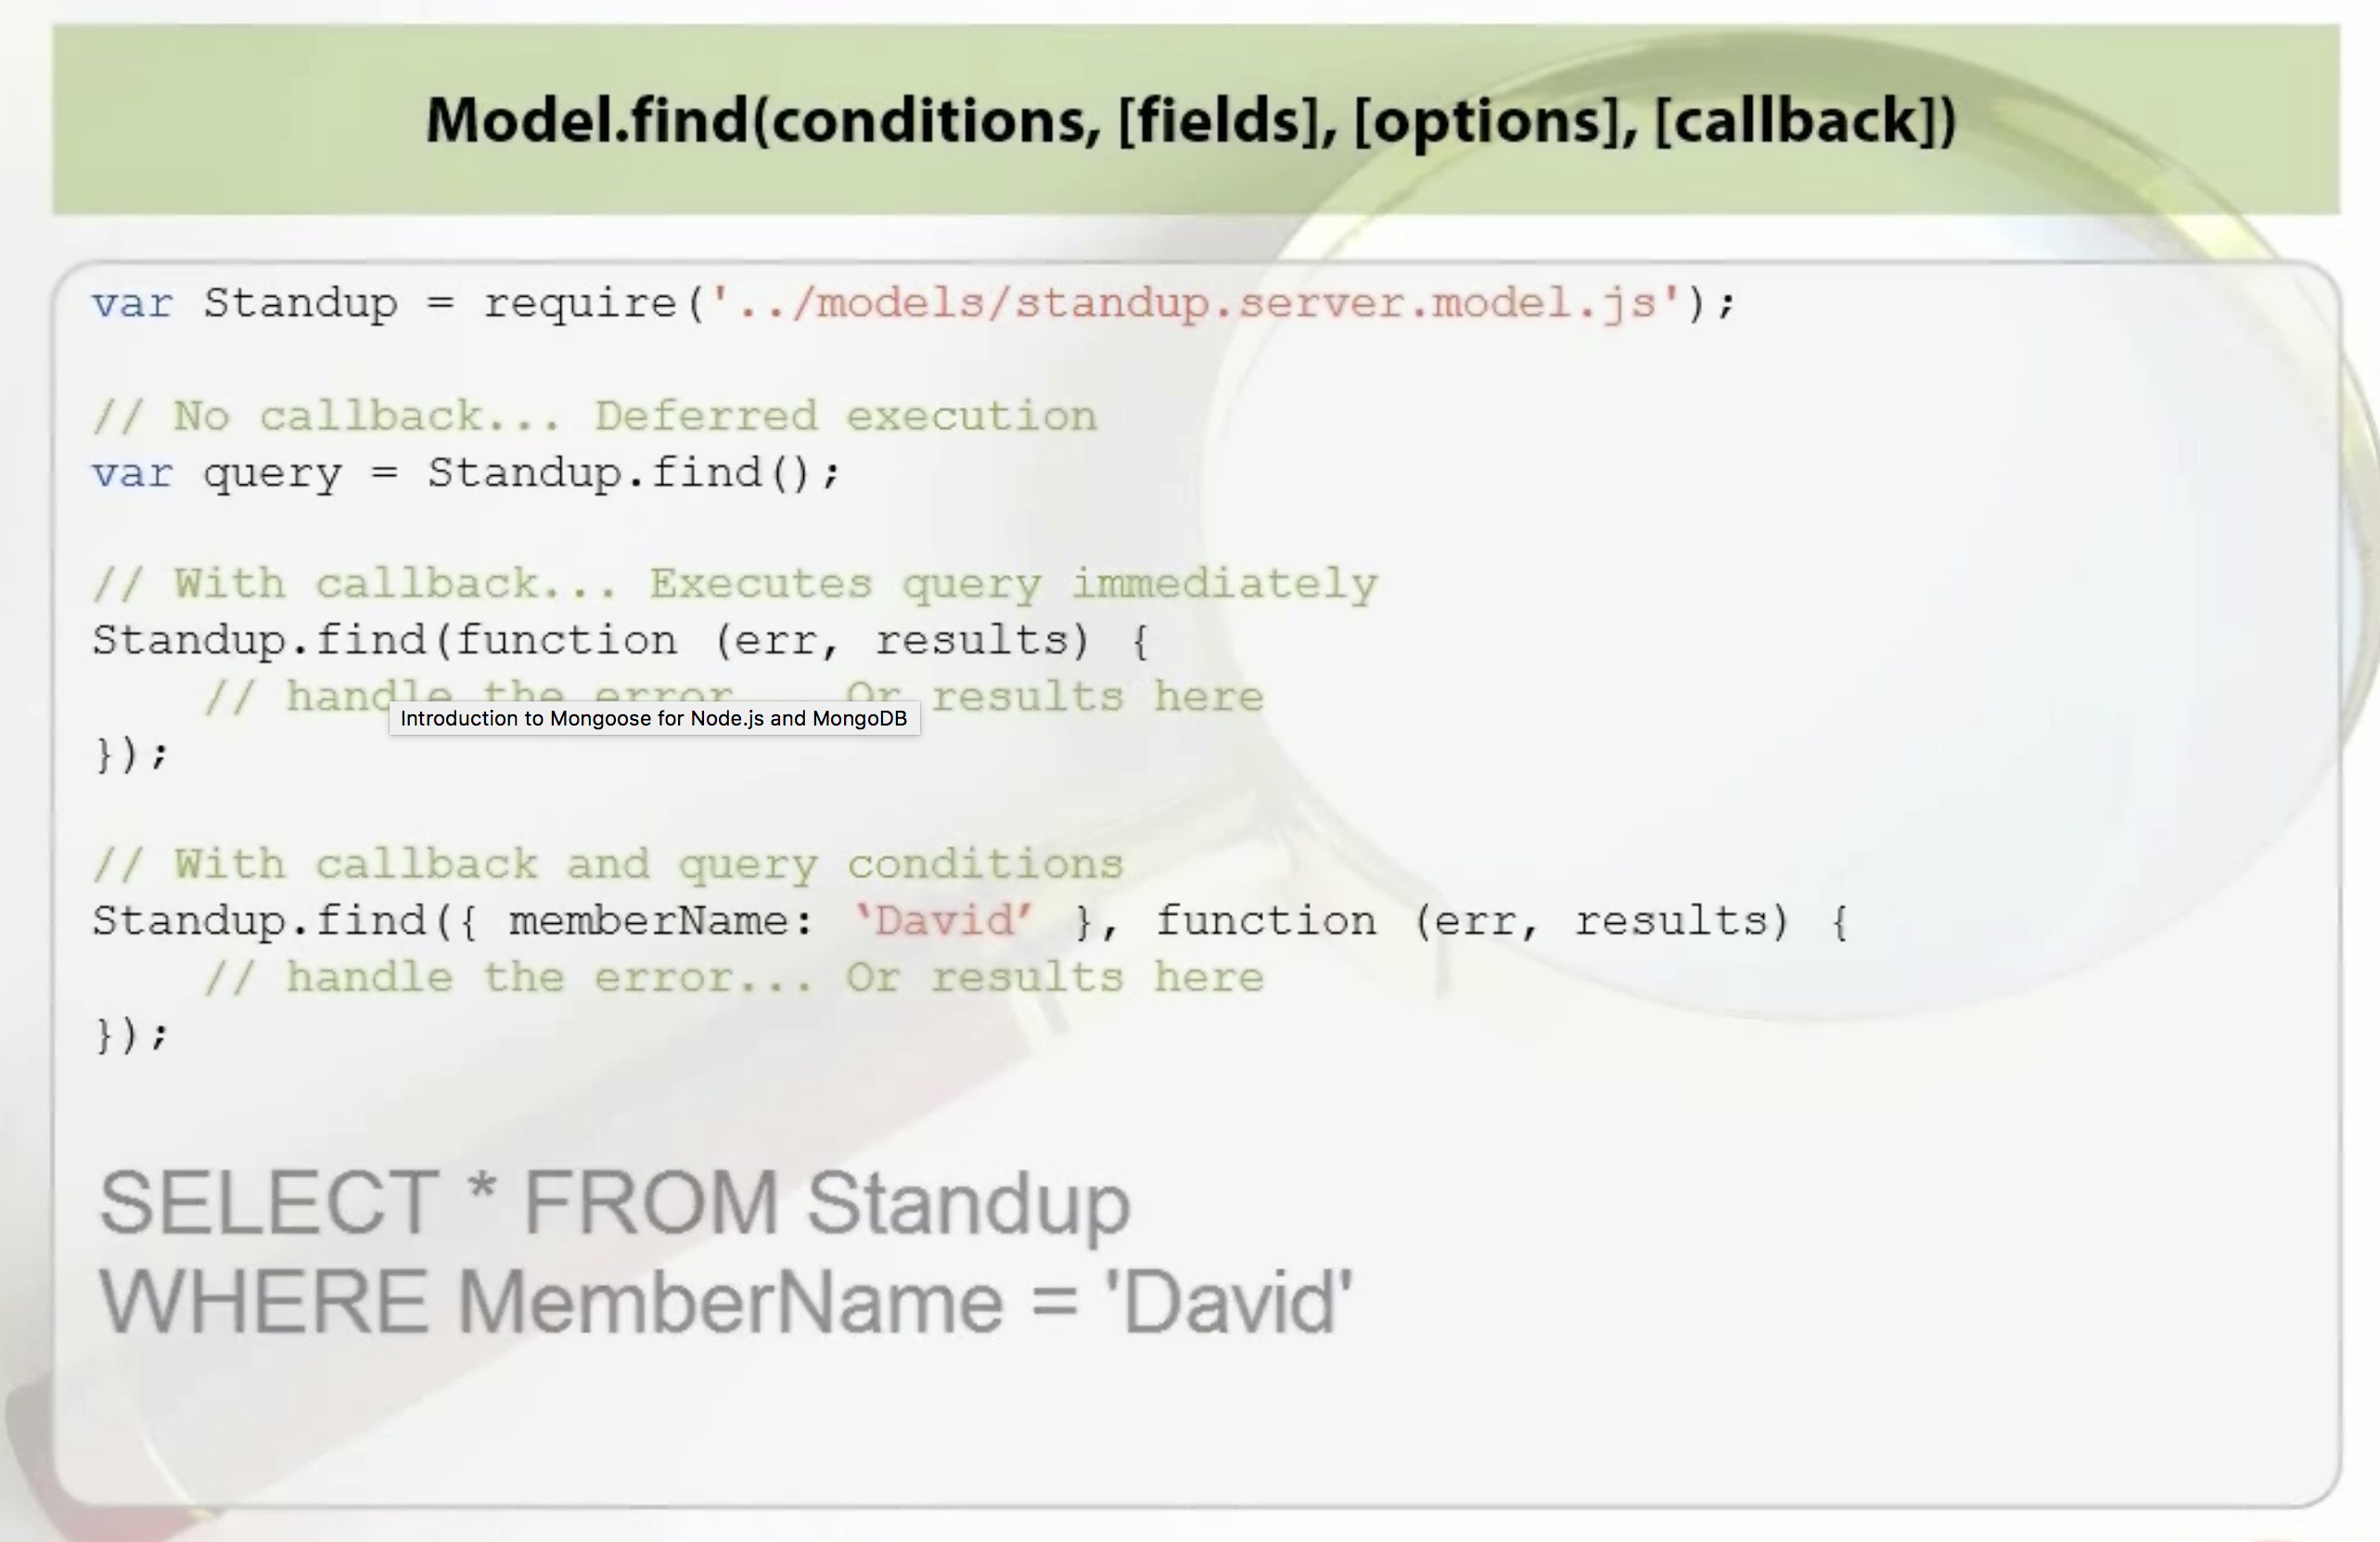 Model.find(conditions, [fields], [options], [callback])
var Standup = require('../models/standup.server.model.js');
// No callback... Deferred execution
var query = Standup.find();
// With callback... Executes query immediately
Standup.find(function (err, results) {
// handle the error... Or results here
Introduction to Mongoose for Node.js and MongoDB
});
// With callback and query conditions
Standup.find({ memberName: ‘David’ }, function (err, results) {
// handle the error... Or results here
});
SELECT * FROM Standup
WHERE MemberName = 'David'